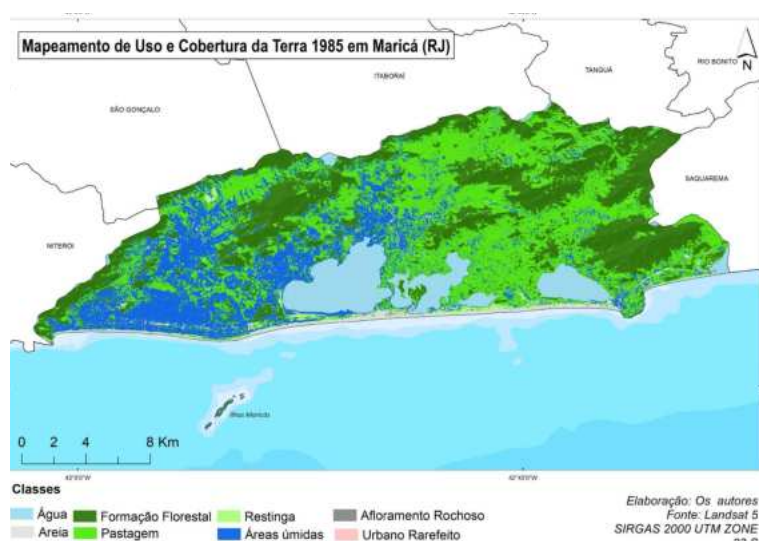 Mapeamento de Uso e Cobertura da Terra 1985 em Maricá (RJ)
N
RIO BONITO
TANGUÁ
ITABORAÍ
SÃO GONÇALO
SAQUAREMA
NITEROI
Ilhas Maricás
0 2 4 8 Km
Classes
Água Formação Florestal Restinga Afloramento Rochoso
Areia Pastagem Áreas úmidas Urbano Rarefeito
Elaboração: Os autores
Fonte: Landsat 5
SIRGAS 2000 UTM ZONE